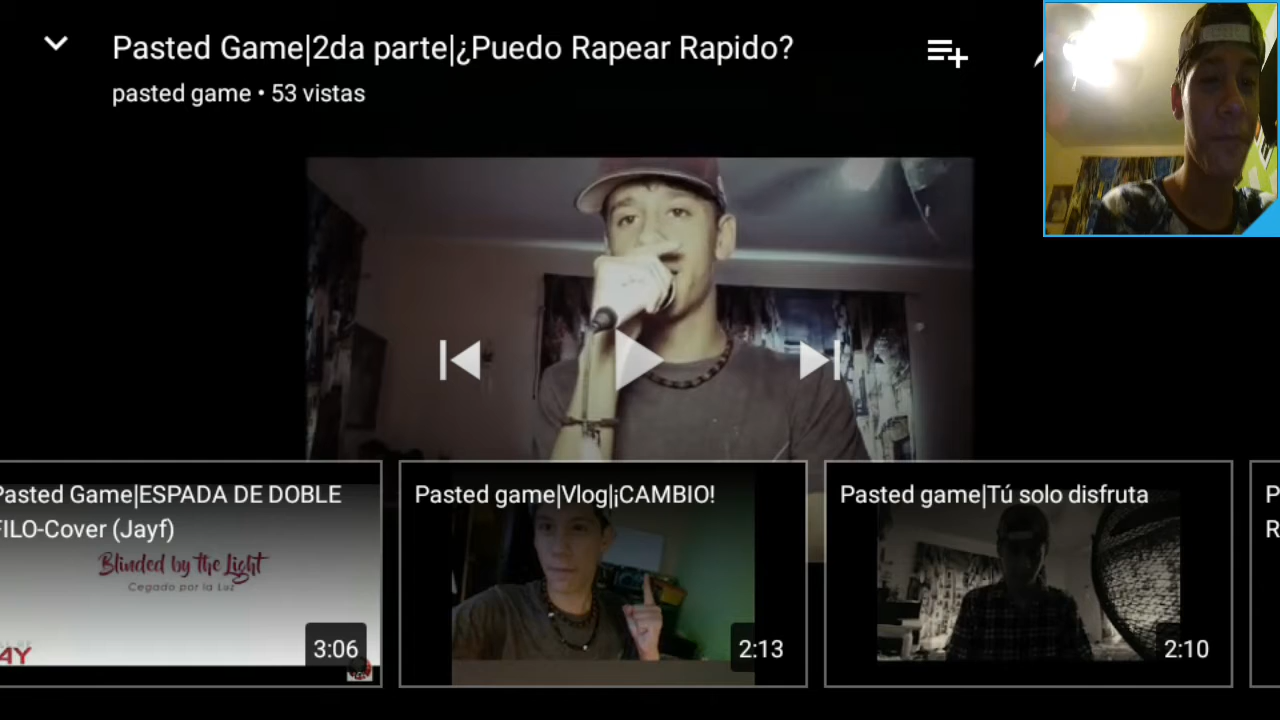 Pasted Game|2da parte|¿Puedo Rapear Rapido?
pasted game • 53 vistas
Pasted Game|ESPADA DE DOBLE
FILO-Cover (Jayf)
Blinded by the Light
Cegado por la Luz
AY
3:06
Pasted game|Vlog|¡CAMBIO!
2:13
Pasted game|Tú solo disfruta
2:10
P
R